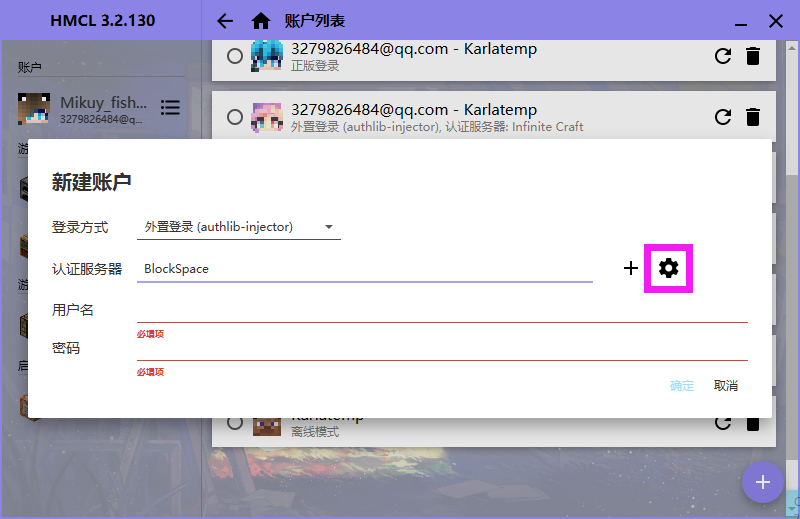 HMCL 3.2.130
账户列表
账户
Mikuy_fish...
3279826484@q...
3279826484@qq.com - Karlatemp
正版登录
3279826484@qq.com - Karlatemp
外置登录 (authlib-injector), 认证服务器: Infinite Craft
新建账户
登录方式
外置登录 (authlib-injector)
认证服务器
BlockSpace
用户名
必填项
密码
必填项
确定
取消
Karlatemp
离线模式